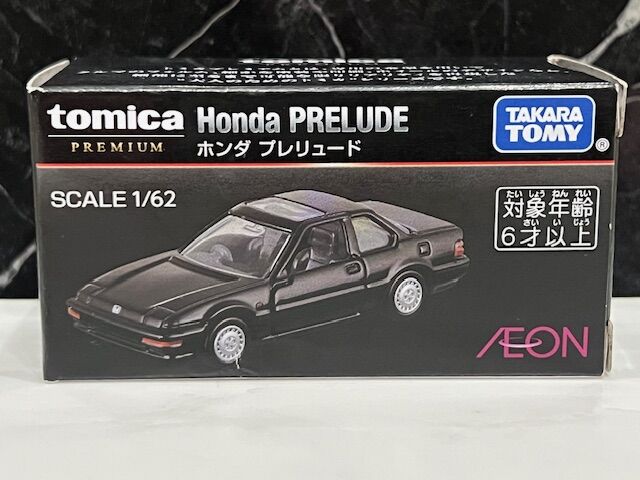 tomica
PREMIUM
Honda PRELUDE
ホンダ プレリュード
TAKARA
TOMY
®
SCALE 1/62
たい しょう ねん れい
対象年齢
さい い じょう
6才以上
ÆON